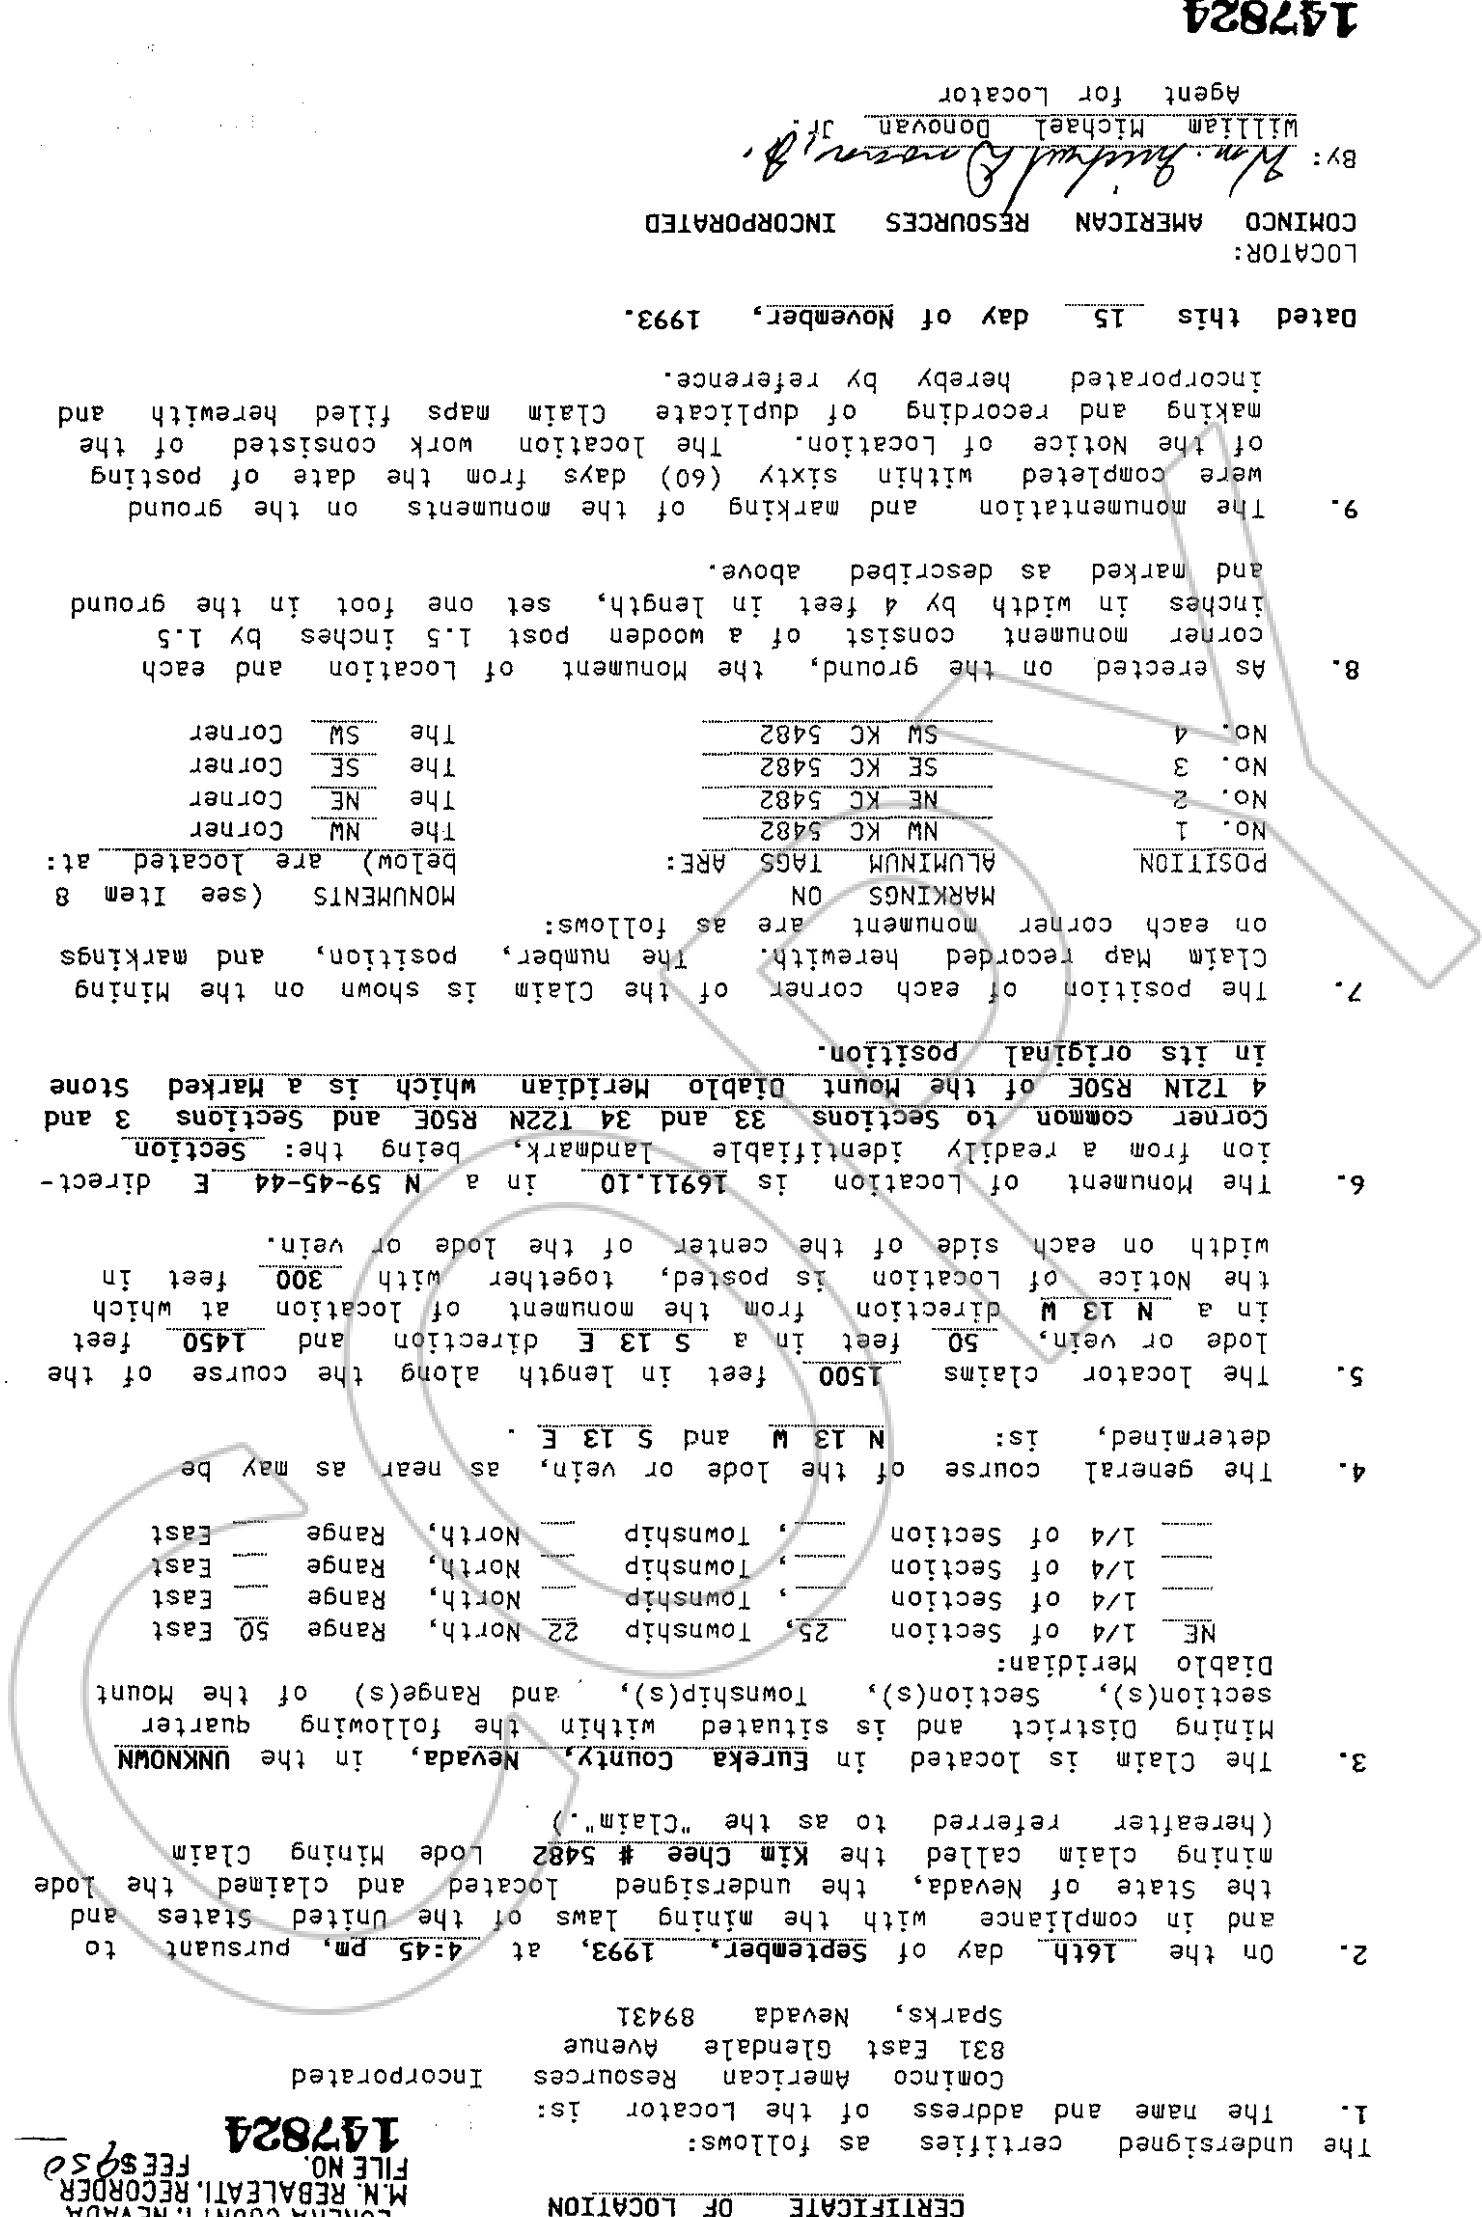 CERTIFICATE OF LOCATION
EUREKA COUNTY, NEVADA
M.N. REBALEATI, RECORDER
FILE NO. FEE$ 9 50
147824
The undersigned certifies as follows:
1. The name and address of the Locator is:
Cominco American Resources Incorporated
831 East Glendale Avenue
Sparks, Nevada 89431
2. On the 16th day of September, 1993, at 4:45 pm, pursuant to
and in compliance with the mining laws of the United States and
the State of Nevada, the undersigned located and claimed the lode
mining claim called the Kim Chee # 5482 Lode Mining Claim
(hereafter referred to as the "Claim".)
3. The Claim is located in Eureka County, Nevada, in the UNKNOWN
Mining District and is situated within the following quarter
section(s), Section(s), Township(s), and Range(s) of the Mount
Diablo Meridian:
NE 1/4 of Section 25, Township 22 North, Range 50 East
___ 1/4 of Section ___, Township ___ North, Range ___ East
___ 1/4 of Section ___, Township ___ North, Range ___ East
___ 1/4 of Section ___, Township ___ North, Range ___ East
4. The general course of the lode or vein, as near as may be
determined, is: N 13 W and S 13 E .
5. The locator claims 1500 feet in length along the course of the
lode or vein, 50 feet in a S 13 E direction and 1450 feet
in a N 13 W direction from the monument of location at which
the Notice of Location is posted, together with 300 feet in
width on each side of the center of the lode or vein.
6. The Monument of Location is 16911.10 in a N 59-45-44 E direct-
ion from a readily identifiable landmark, being the: Section
Corner common to Sections 33 and 34 T22N R50E and Sections 3 and
4 T21N R50E of the Mount Diablo Meridian which is a Marked Stone
in its original position.
7. The position of each corner of the Claim is shown on the Mining
Claim Map recorded herewith. The number, position, and markings
on each corner monument are as follows:
MARKINGS ON MONUMENTS (see Item 8
POSITION ALUMINUM TAGS ARE: below) are located at:
No. 1 NW KC 5482 The NW Corner
No. 2 NE KC 5482 The NE Corner
No. 3 SE KC 5482 The SE Corner
No. 4 SW KC 5482 The SW Corner
8. As erected on the ground, the Monument of Location and each
corner monument consist of a wooden post 1.5 inches by 1.5
inches in width by 4 feet in length, set one foot in the ground
and marked as described above.
9. The monumentation and marking of the monuments on the ground
were completed within sixty (60) days from the date of posting
of the Notice of Location. The location work consisted of the
making and recording of duplicate Claim maps filed herewith and
incorporated hereby by reference.
Dated this 15 day of November, 1993.
LOCATOR:
COMINCO AMERICAN RESOURCES INCORPORATED
By: Wm. Michael Donovan, Jr.
William Michael Donovan Jr.
Agent for Locator
147824
COPY